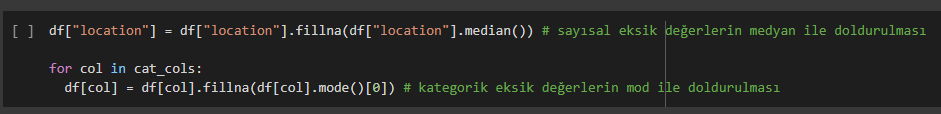 [ ] df["location"] = df["location"].fillna(df["location"].median()) # sayısal eksik değerlerin medyan ile doldurulması
for col in cat_cols:
df[col] = df[col].fillna(df[col].mode()[0]) # kategorik eksik değerlerin mod ile doldurulması